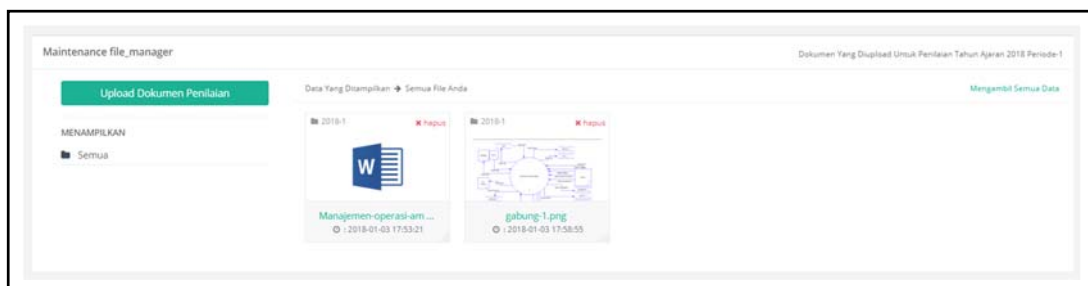 Maintenance file_manager
Dokumen Yang Diupload Untuk Penilaian Tahun Ajaran 2018 Periode-1
Upload Dokumen Penilaian
Data Yang Ditampilkan → Semua File Anda
Mengambil Semua Data
MENAMPILKAN
Semua
2018-1 ✖ hapus
W
Manajemen-operasi-am ...
: 2018-01-03 17:53:21
2018-1 ✖ hapus
gabung-1.png
: 2018-01-03 17:58:55